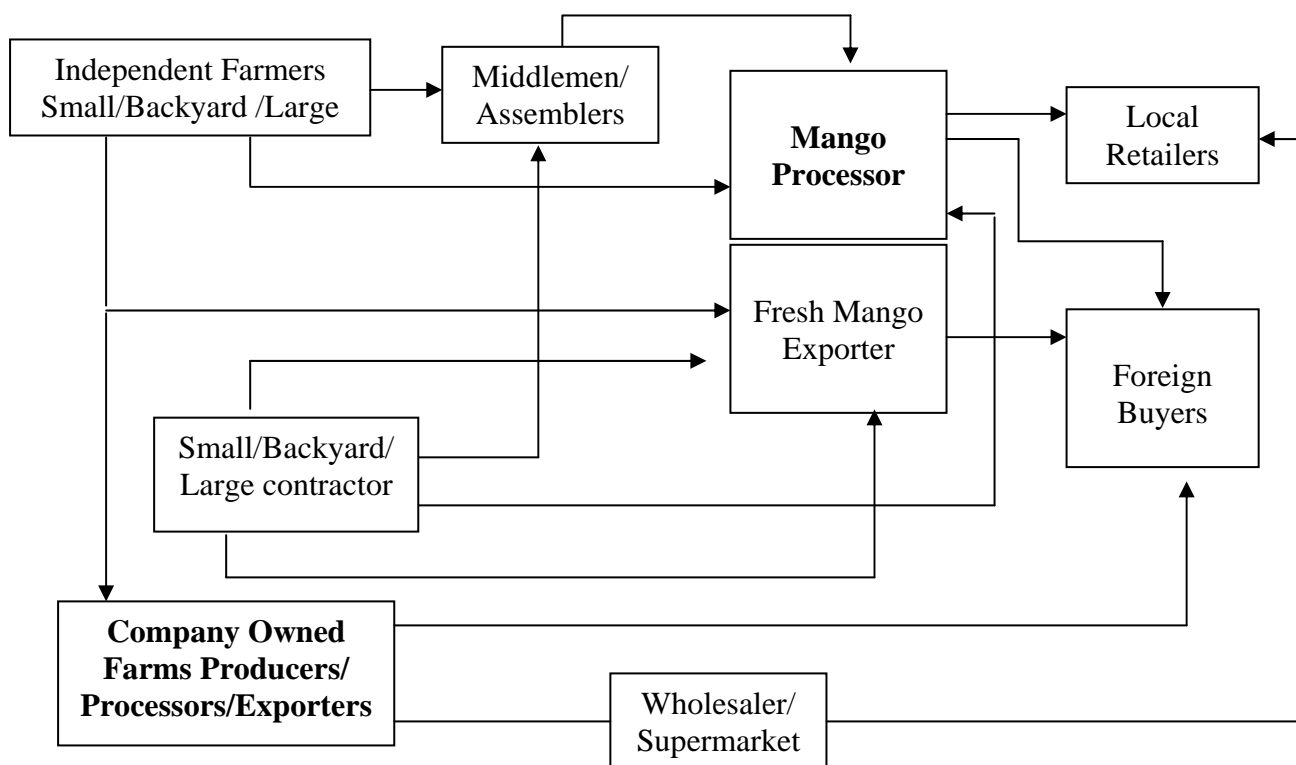 Independent Farmers
Small/Backyard /Large
Middlemen/
Assemblers
Mango
Processor
Local
Retailers
Fresh Mango
Exporter
Foreign
Buyers
Small/Backyard/
Large contractor
Company Owned
Farms Producers/
Processors/Exporters
Wholesaler/
Supermarket